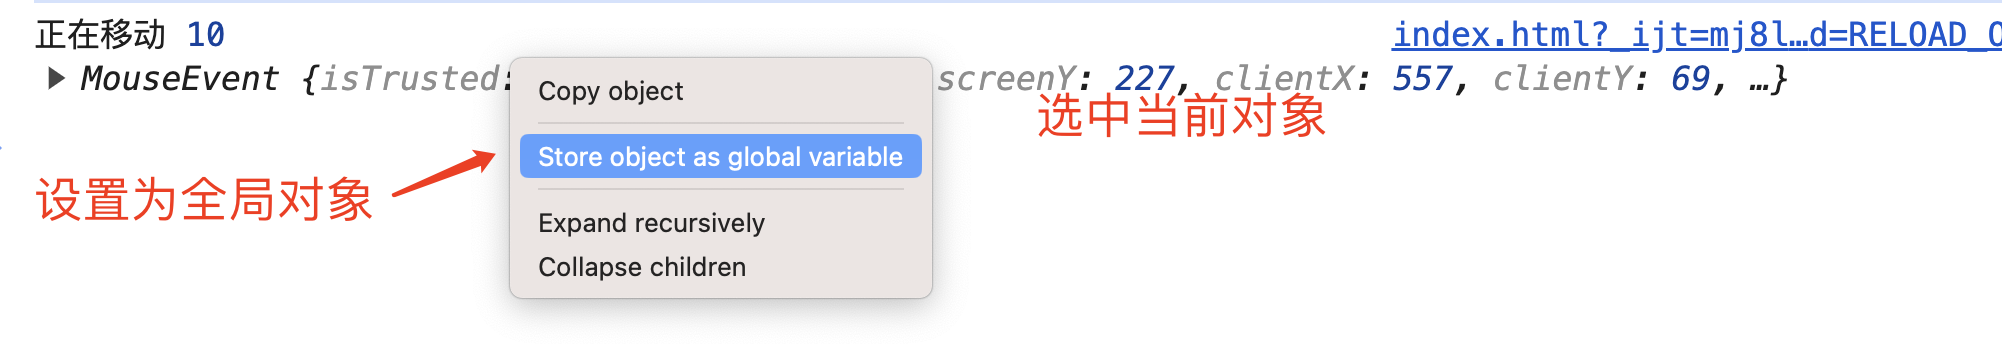 正在移动 10 index.html?_ijt=mj8l…d=RELOAD_O
MouseEvent {isTrusted: screenY: 227, clientX: 557, clientY: 69, …}
Copy object
选中当前对象
Store object as global variable
设置为全局对象
Expand recursively
Collapse children